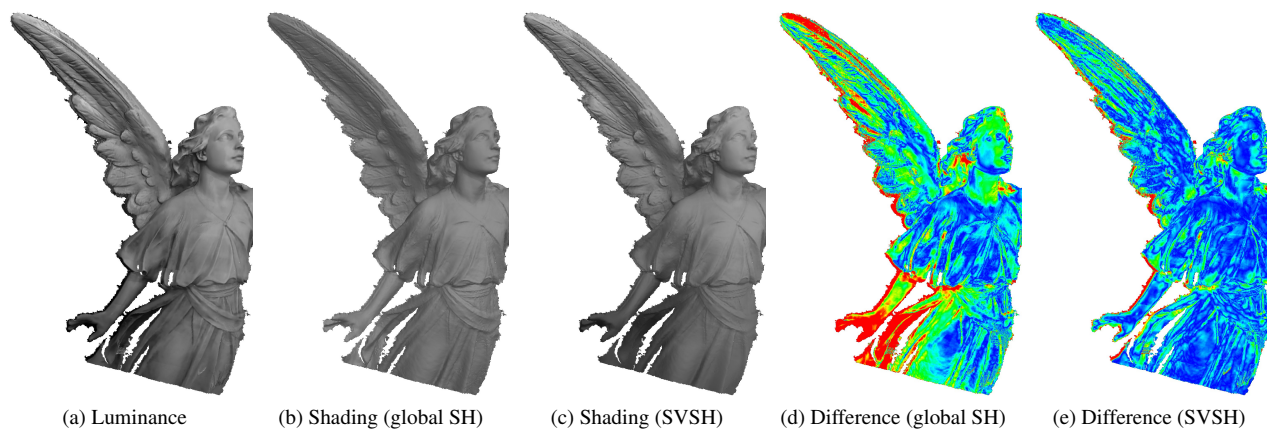 (a) Luminance
(b) Shading (global SH)
(c) Shading (SVSH)
(d) Difference (global SH)
(e) Difference (SVSH)